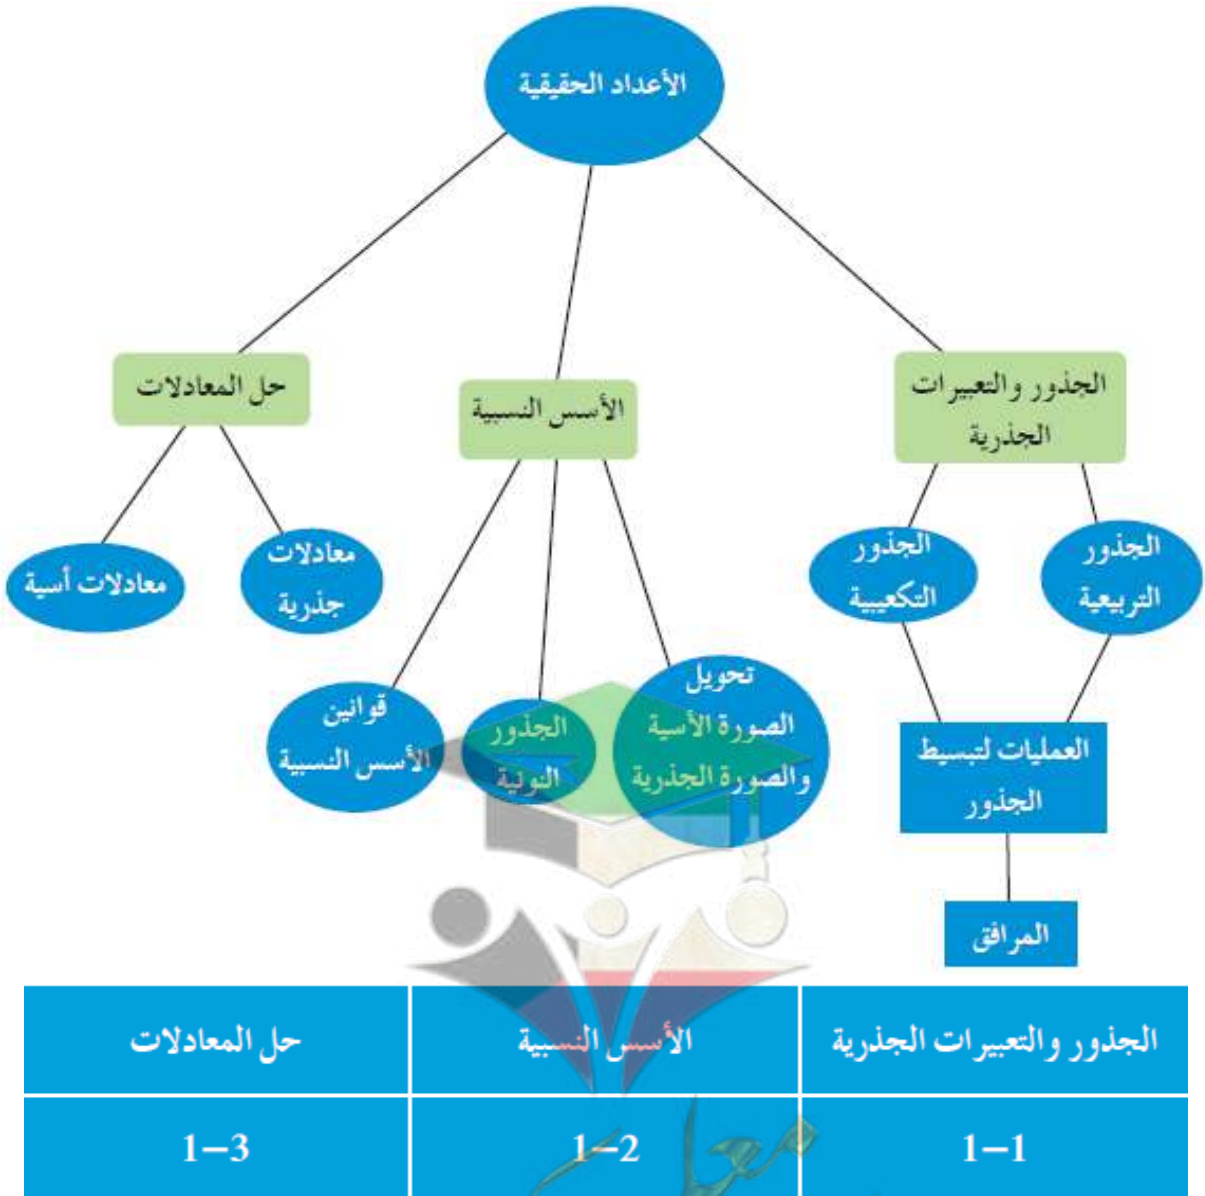 الأعداد الحقيقية
الجذور والتعبيرات
الجذرية
الأسس النسبية
حل المعادلات
الجذور
التربيعية
الجذور
التكعيبية
معادلات
جذرية
معادلات أسية
تحويل
الصورة الأسية
والصورة الجذرية
الجذور
النونية
قوانين
الأسس النسبية
العمليات لتبسيط
الجذور
المرافق
الجذور والتعبيرات الجذرية الأسس النسبية حل المعادلات
1–1 1–2 1–3